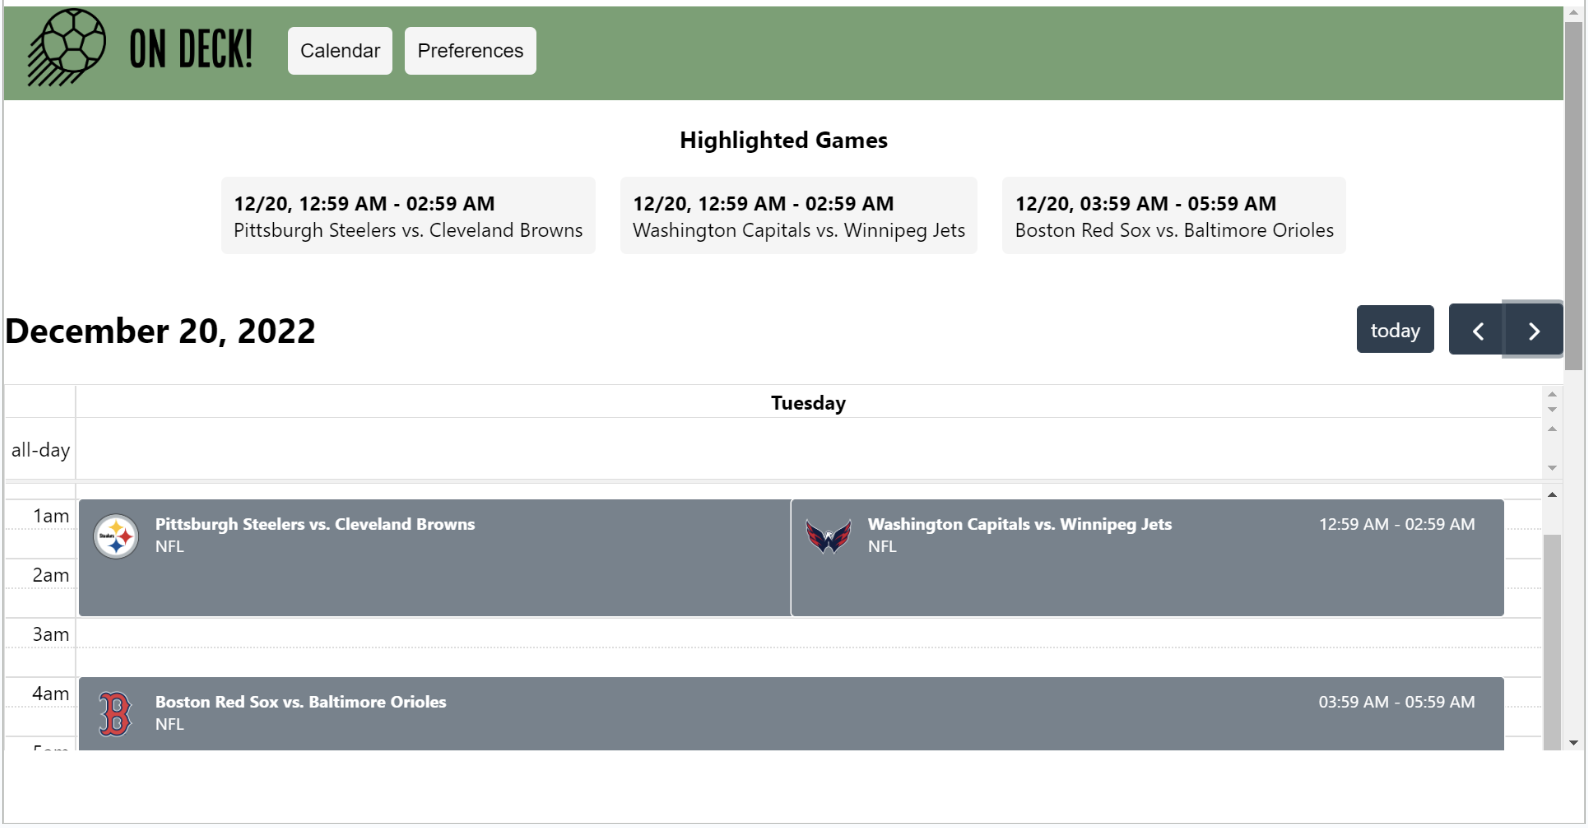 ON DECK!
Calendar
Preferences
Highlighted Games
12/20, 12:59 AM - 02:59 AM
Pittsburgh Steelers vs. Cleveland Browns
12/20, 12:59 AM - 02:59 AM
Washington Capitals vs. Winnipeg Jets
12/20, 03:59 AM - 05:59 AM
Boston Red Sox vs. Baltimore Orioles
December 20, 2022
today
Tuesday
all-day
1am
Pittsburgh Steelers vs. Cleveland Browns
NFL
Washington Capitals vs. Winnipeg Jets
12:59 AM - 02:59 AM
NFL
2am
3am
4am
Boston Red Sox vs. Baltimore Orioles
03:59 AM - 05:59 AM
NFL
B